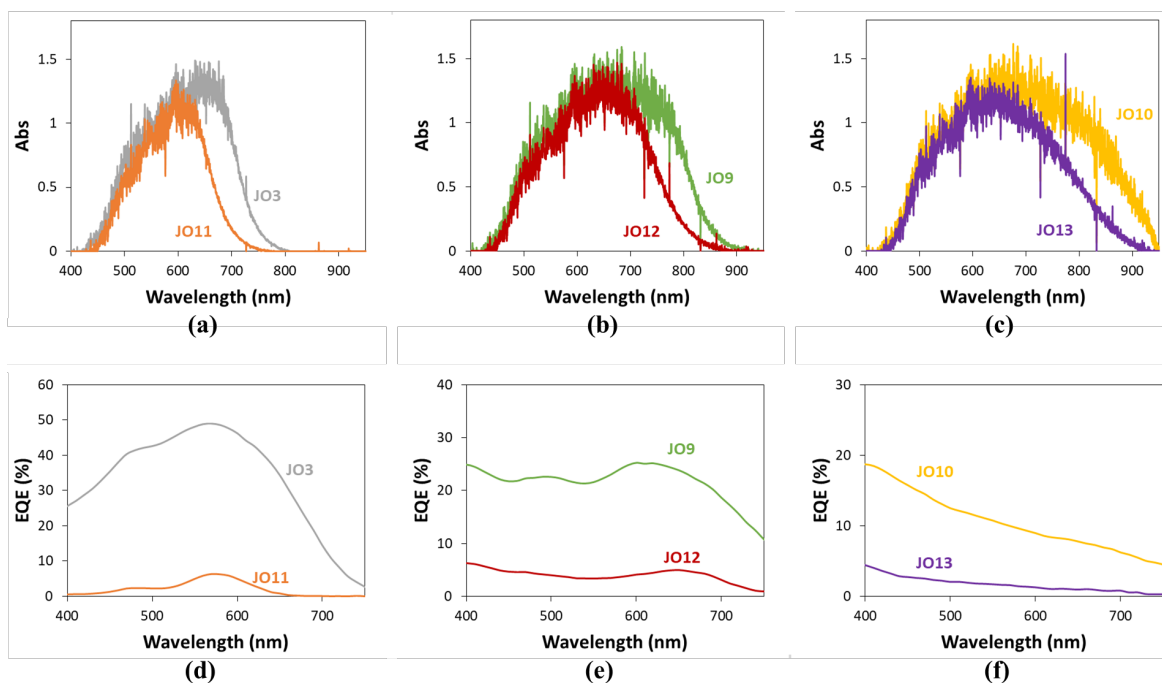 Abs
1.5
1
0.5
0
JO3
JO11
400 500 600 700 800 900
Wavelength (nm)
(a)
Abs
1.5
1
0.5
0
JO9
JO12
400 500 600 700 800 900
Wavelength (nm)
(b)
Abs
1.5
1
0.5
0
JO10
JO13
400 500 600 700 800 900
Wavelength (nm)
(c)
EQE (%)
60
50
40
30
20
10
0
JO3
JO11
400 500 600 700
Wavelength (nm)
(d)
EQE (%)
40
30
20
10
0
JO9
JO12
400 500 600 700
Wavelength (nm)
(e)
EQE (%)
30
20
10
0
JO10
JO13
400 500 600 700
Wavelength (nm)
(f)